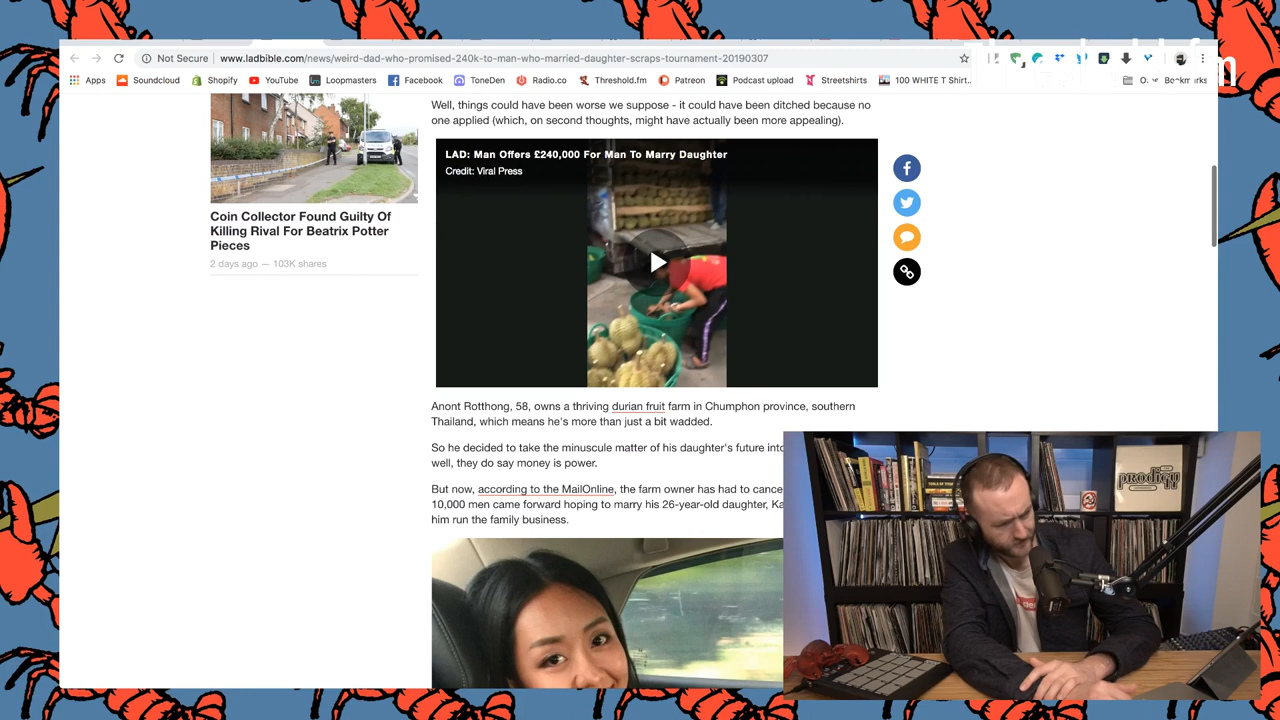 Not Secure
www.ladbible.com/news/weird-dad-who-promised-240k-to-man-who-married-daughter-scraps-tournament-20190307
Apps
Soundcloud
Shopify
YouTube
Loopmasters
Facebook
ToneDen
Radio.co
Threshold.fm
Patreon
Podcast upload
Streetshirts
100 WHITE T Shirt..
Well, things could have been worse we suppose - it could have been ditched because no
one applied (which, on second thoughts, might have actually been more appealing).
LAD: Man Offers £240,000 For Man To Marry Daughter
Credit: Viral Press
Coin Collector Found Guilty Of
Killing Rival For Beatrix Potter
Pieces
2 days ago — 103K shares
Anont Rotthong, 58, owns a thriving durian fruit farm in Chumphon province, southern
Thailand, which means he's more than just a bit wadded.
So he decided to take the minuscule matter of his daughter's future into
well, they do say money is power.
But now, according to the MailOnline, the farm owner has had to cance
10,000 men came forward hoping to marry his 26-year-old daughter, Ka
him run the family business.
prodigy